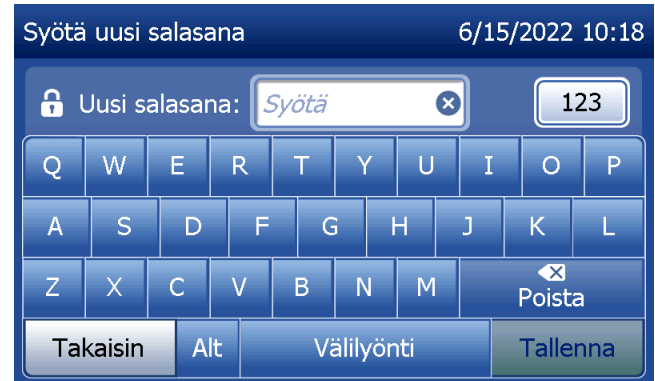 Syötä uusi salasana 6/15/2022 10:18
Uusi salasana: Syötä 123
Q W E R T Y U I O P
A S D F G H J K L
Z X C V B N M Poista
Takaisin Alt Välilyönti Tallenna